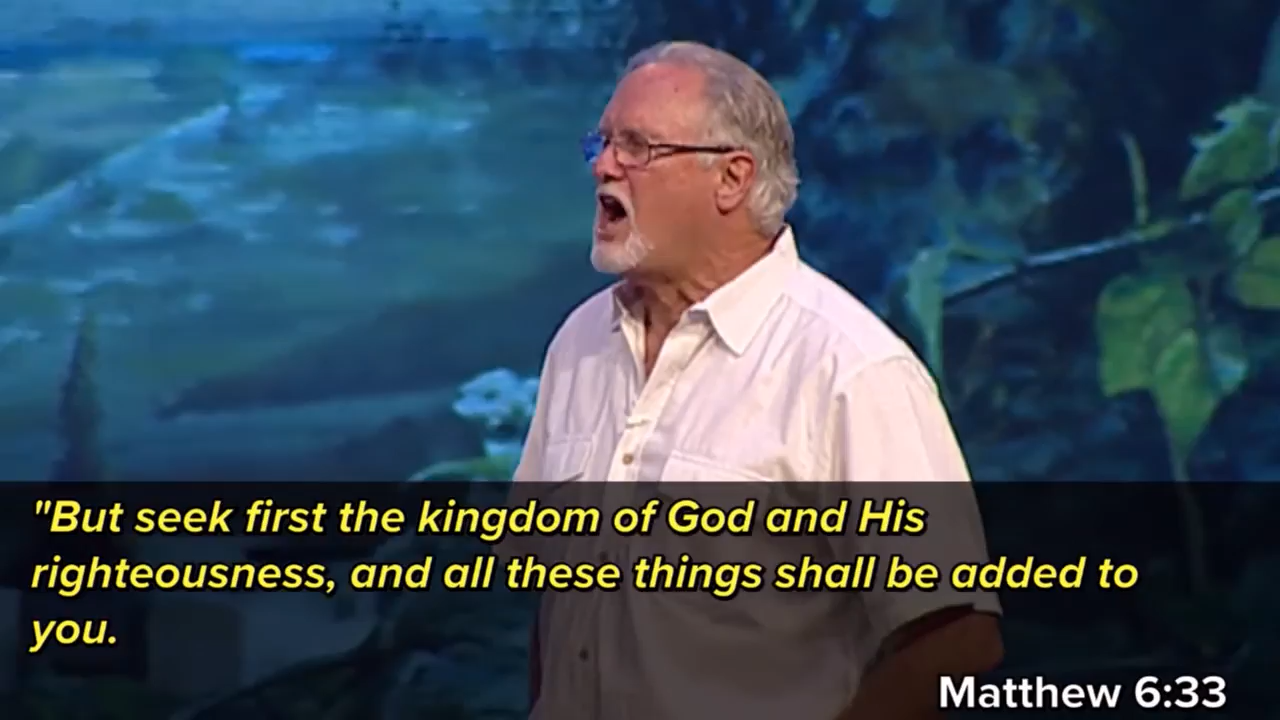 "But seek first the kingdom of God and His
righteousness, and all these things shall be added to
you.
Matthew 6:33